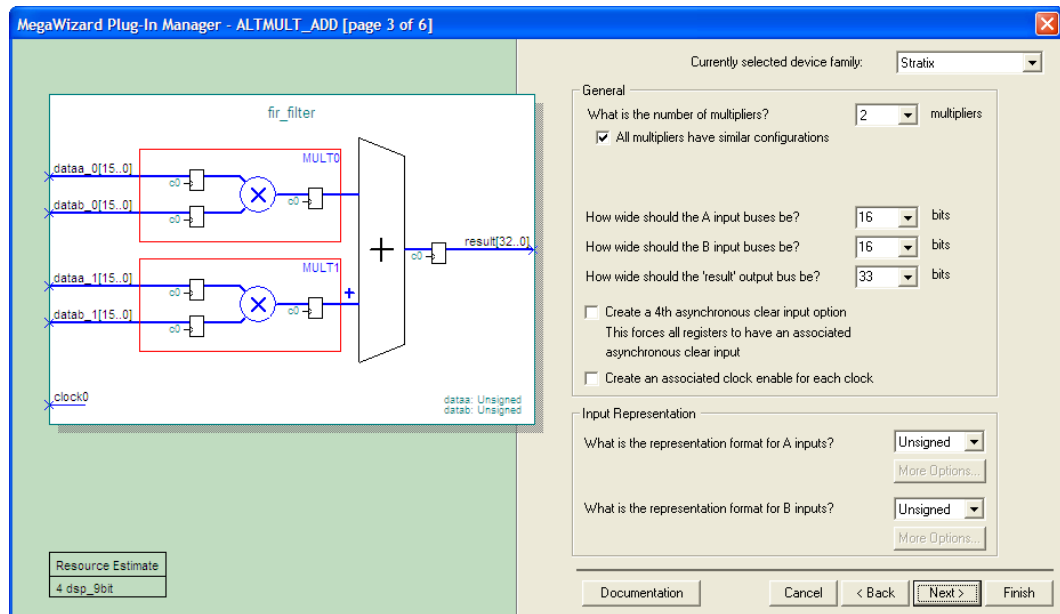 MegaWizard Plug-In Manager - ALTMULT_ADD [page 3 of 6]
Currently selected device family: Stratix
fir_filter
MULT0
dataa_0[15..0]
c0
c0
datab_0[15..0]
c0
MULT1
dataa_1[15..0]
c0
c0
datab_1[15..0]
c0
+
+
c0
result[32..0]
clock0
dataa: Unsigned
datab: Unsigned
Resource Estimate
4 dsp_9bit
General
What is the number of multipliers? 2 multipliers
All multipliers have similar configurations
How wide should the A input buses be? 16 bits
How wide should the B input buses be? 16 bits
How wide should the 'result' output bus be? 33 bits
Create a 4th asynchronous clear input option
This forces all registers to have an associated
asynchronous clear input
Create an associated clock enable for each clock
Input Representation
What is the representation format for A inputs? Unsigned
More Options...
What is the representation format for B inputs? Unsigned
More Options...
Documentation Cancel < Back Next > Finish